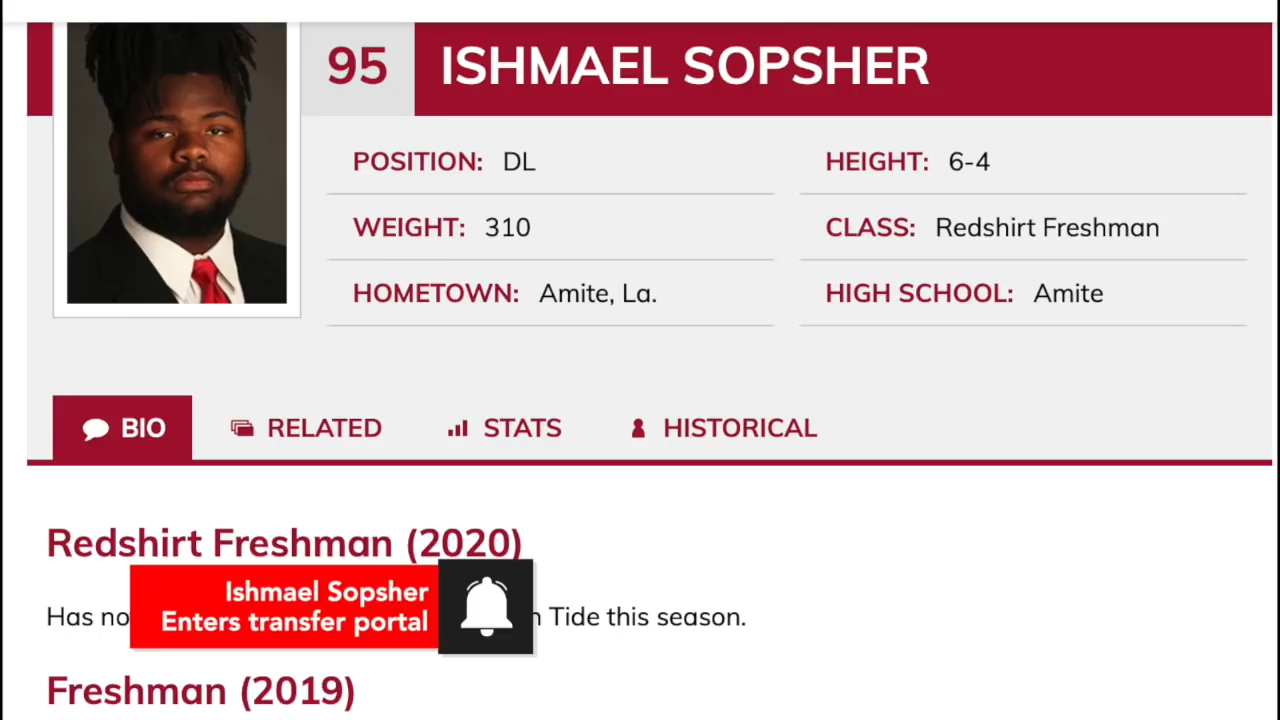 95 ISHMAEL SOPSHER
POSITION: DL HEIGHT: 6-4
WEIGHT: 310 CLASS: Redshirt Freshman
HOMETOWN: Amite, La. HIGH SCHOOL: Amite
BIO RELATED STATS HISTORICAL
Redshirt Freshman (2020)
Ishmael Sopsher
Enters transfer portal
Has Tide this season.
Freshman (2019)